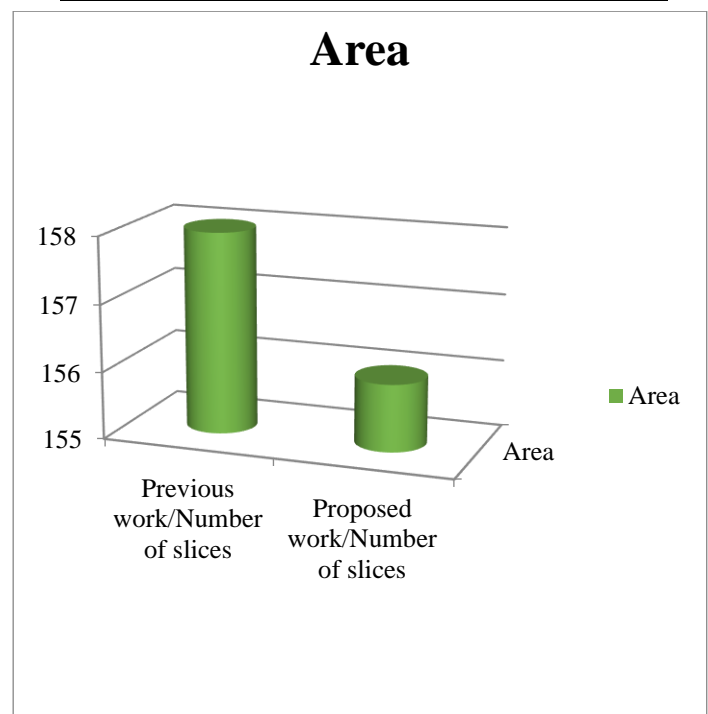 Area
158
157
156
155
Area
Area
Previous
work/Number
of slices
Proposed
work/Number
of slices